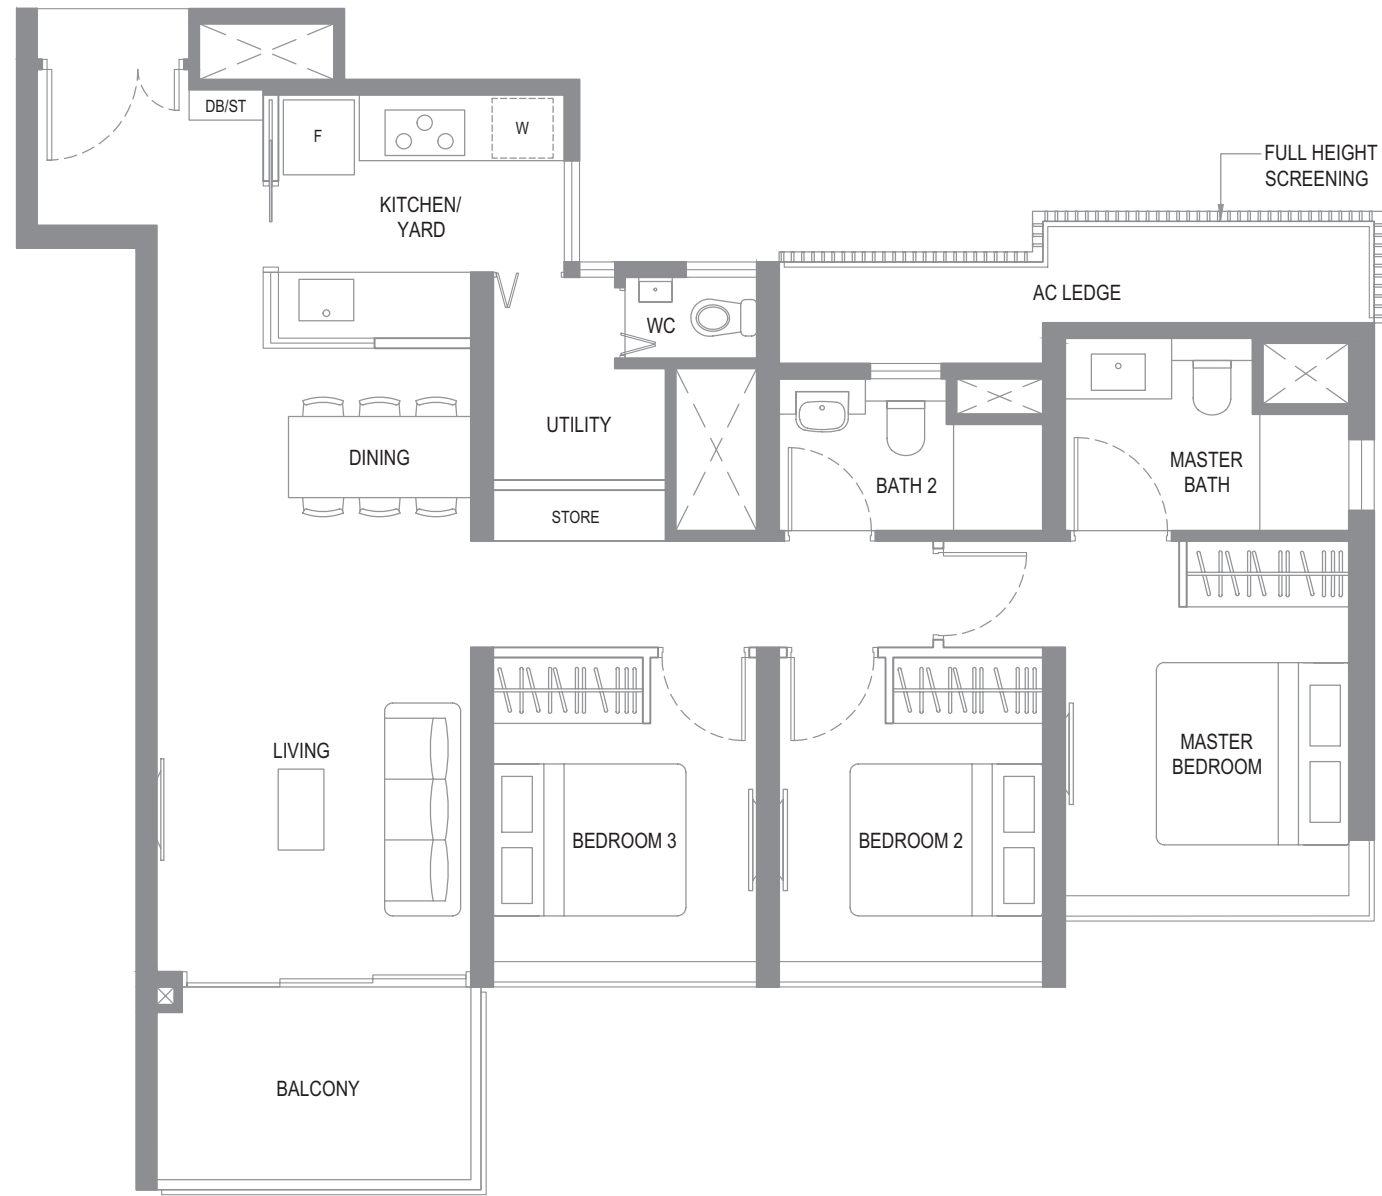 DB/ST
F
W
KITCHEN/
YARD
FULL HEIGHT
SCREENING
AC LEDGE
WC
UTILITY
DINING
STORE
BATH 2
MASTER
BATH
LIVING
MASTER
BEDROOM
BEDROOM 3
BEDROOM 2
BALCONY